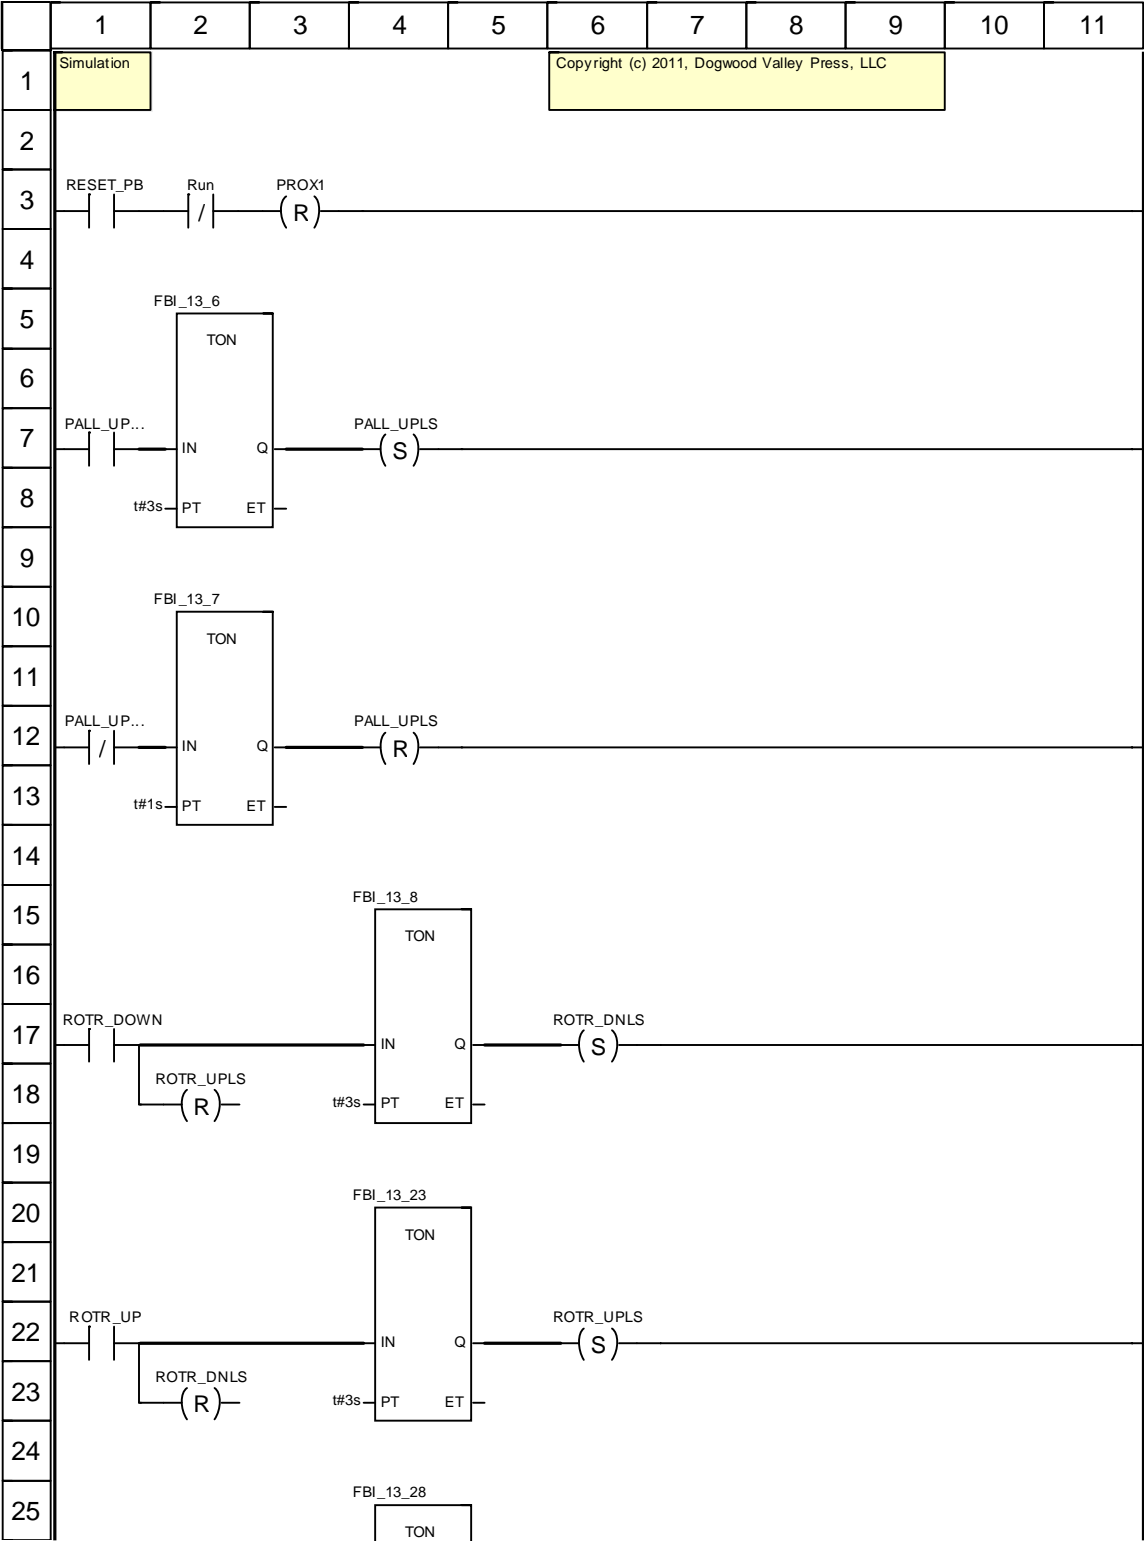 1 2 3 4 5 6 7 8 9 10 11
1 Simulation Copyright (c) 2011, Dogwood Valley Press, LLC
2
RESET_PB Run PROX1
3 / R
4
FBI_13_6
5
TON
6
PALL_UP... PALL_UPLS
7 IN Q S
8 t#3s PT ET
9
FBI_13_7
10
TON
11
PALL_UP... PALL_UPLS
12 / IN Q R
13 t#1s PT ET
14
FBI_13_8
15
TON
16
ROTR_DOWN ROTR_DNLS
17 IN Q S
ROTR_UPLS
18 R t#3s PT ET
19
FBI_13_23
20
TON
21
ROTR_UP ROTR_UPLS
22 IN Q S
ROTR_DNLS
23 R t#3s PT ET
24
FBI_13_28
25
TON